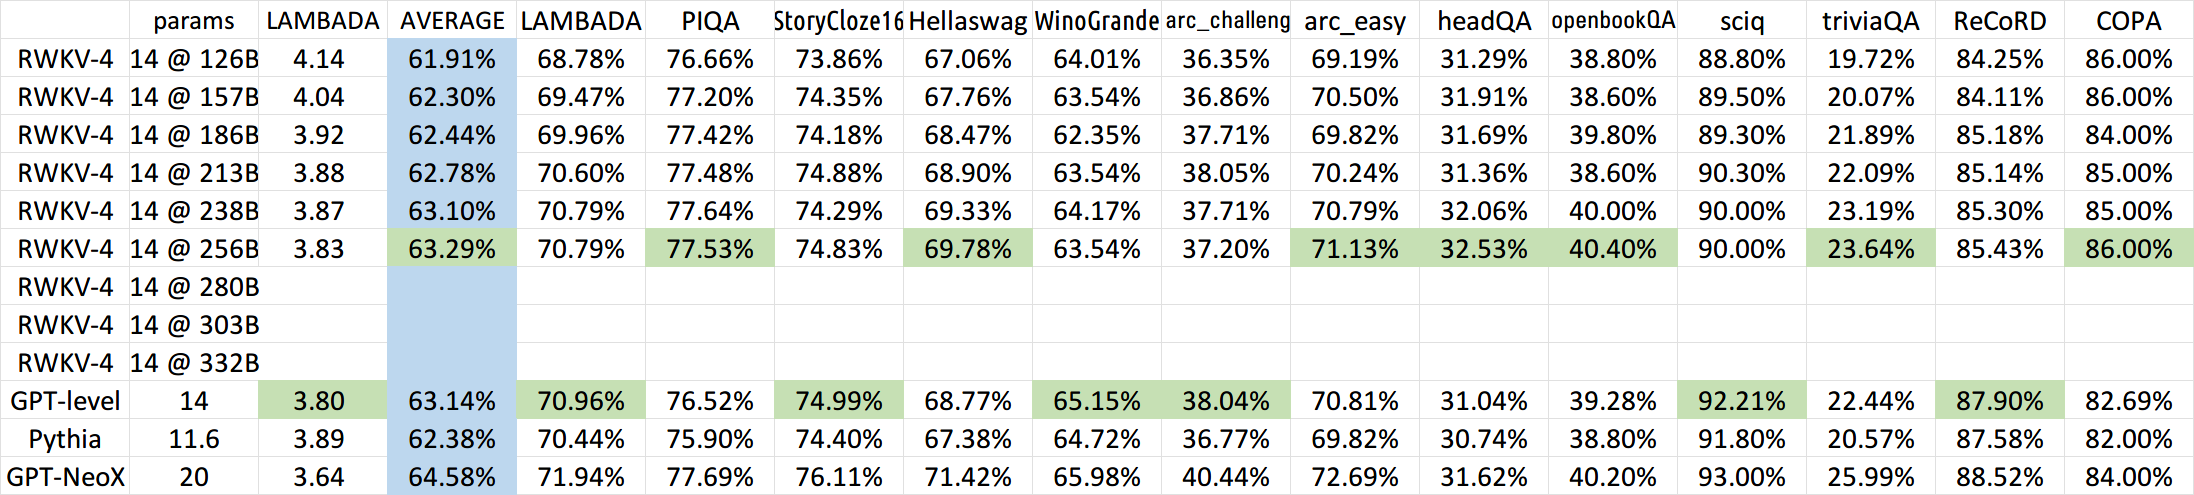 params LAMBADA AVERAGE LAMBADA PIQA StoryCloze16 Hellaswag WinoGrande arc_challeng arc_easy headQA openbookQA sciq triviaQA ReCoRD COPA
RWKV-4 14 @ 126B 4.14 61.91% 68.78% 76.66% 73.86% 67.06% 64.01% 36.35% 69.19% 31.29% 38.80% 88.80% 19.72% 84.25% 86.00%
RWKV-4 14 @ 157B 4.04 62.30% 69.47% 77.20% 74.35% 67.76% 63.54% 36.86% 70.50% 31.91% 38.60% 89.50% 20.07% 84.11% 86.00%
RWKV-4 14 @ 186B 3.92 62.44% 69.96% 77.42% 74.18% 68.47% 62.35% 37.71% 69.82% 31.69% 39.80% 89.30% 21.89% 85.18% 84.00%
RWKV-4 14 @ 213B 3.88 62.78% 70.60% 77.48% 74.88% 68.90% 63.54% 38.05% 70.24% 31.36% 38.60% 90.30% 22.09% 85.14% 85.00%
RWKV-4 14 @ 238B 3.87 63.10% 70.79% 77.64% 74.29% 69.33% 64.17% 37.71% 70.79% 32.06% 40.00% 90.00% 23.19% 85.30% 85.00%
RWKV-4 14 @ 256B 3.83 63.29% 70.79% 77.53% 74.83% 69.78% 63.54% 37.20% 71.13% 32.53% 40.40% 90.00% 23.64% 85.43% 86.00%
RWKV-4 14 @ 280B
RWKV-4 14 @ 303B
RWKV-4 14 @ 332B
GPT-level 14 3.80 63.14% 70.96% 76.52% 74.99% 68.77% 65.15% 38.04% 70.81% 31.04% 39.28% 92.21% 22.44% 87.90% 82.69%
Pythia 11.6 3.89 62.38% 70.44% 75.90% 74.40% 67.38% 64.72% 36.77% 69.82% 30.74% 38.80% 91.80% 20.57% 87.58% 82.00%
GPT-NeoX 20 3.64 64.58% 71.94% 77.69% 76.11% 71.42% 65.98% 40.44% 72.69% 31.62% 40.20% 93.00% 25.99% 88.52% 84.00%